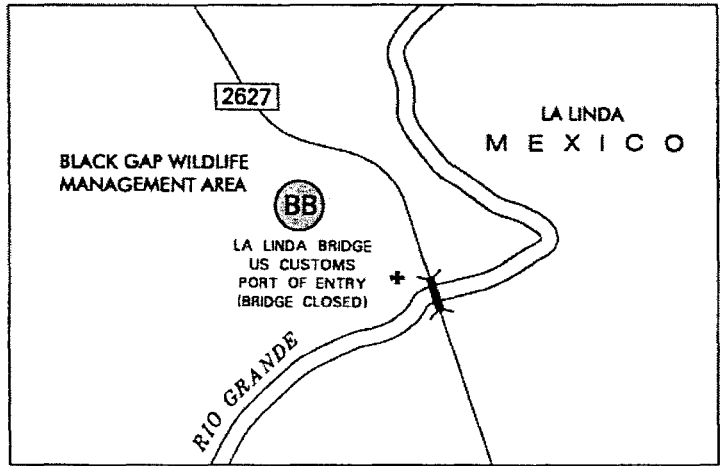 2627
LA LINDA
MEXICO
BLACK GAP WILDLIFE
MANAGEMENT AREA
BB
LA LINDA BRIDGE
US CUSTOMS
PORT OF ENTRY
(BRIDGE CLOSED)
RIO GRANDE